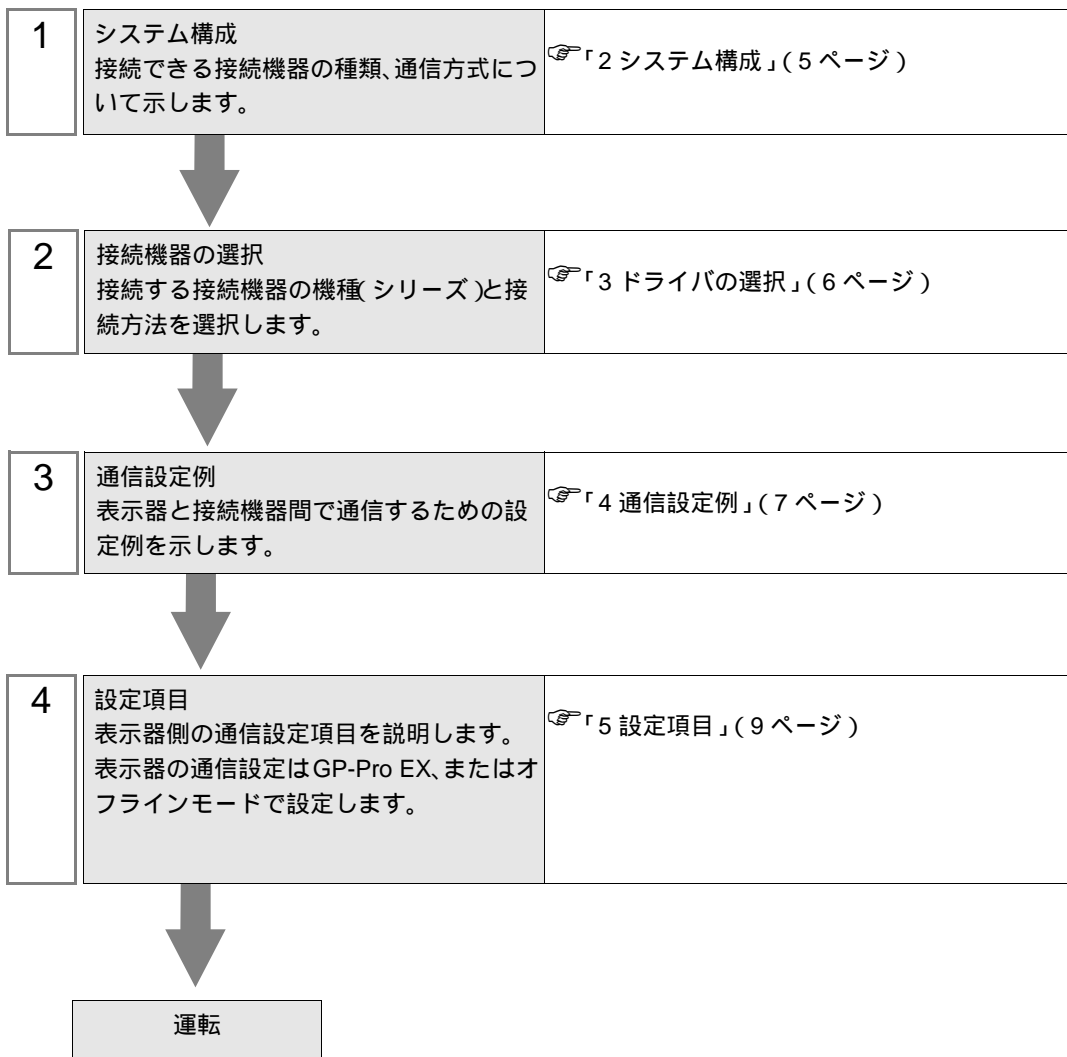 1
システム構成
接続できる接続機器の種類、通信方式につ
いて示します。
☞「2 システム構成」(5 ページ)
2
接続機器の選択
接続する接続機器の機種(シリーズ)と接
続方法を選択します。
☞「3 ドライバの選択」(6 ページ)
3
通信設定例
表示器と接続機器間で通信するための設
定例を示します。
☞「4 通信設定例」(7 ページ)
4
設定項目
表示器側の通信設定項目を説明します。
表示器の通信設定はGP-Pro EX、またはオ
フラインモードで設定します。
☞「5 設定項目」(9 ページ)
運転